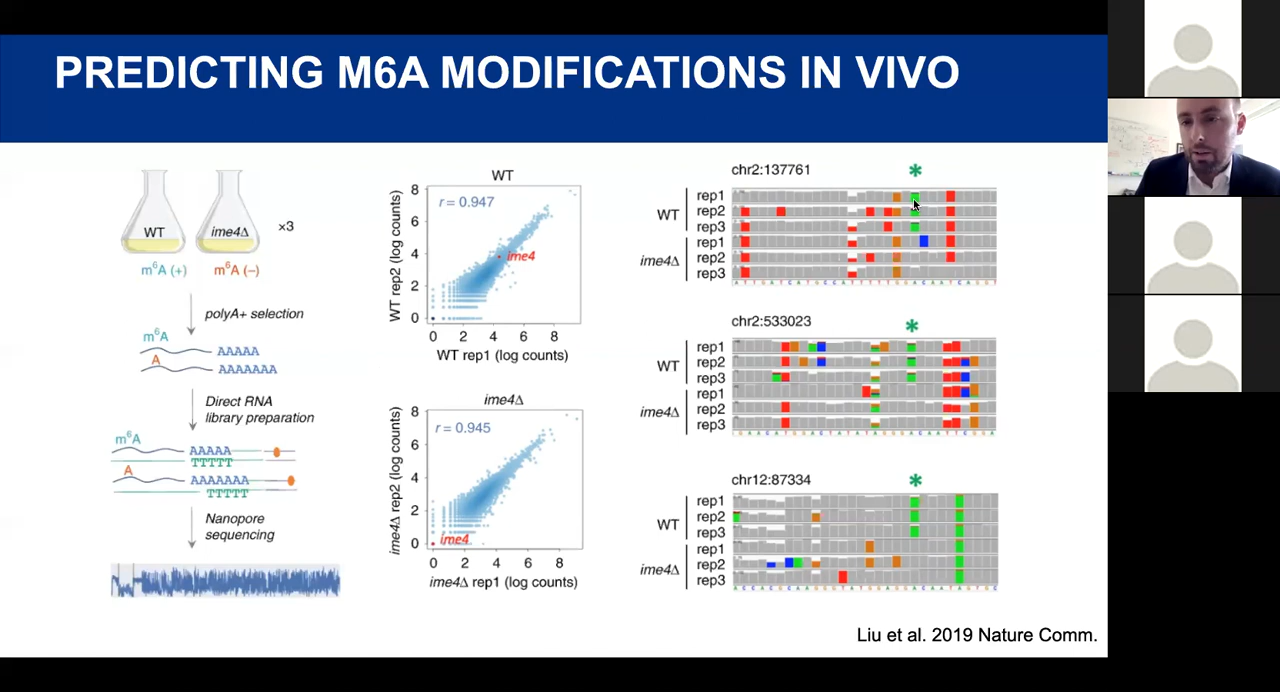 PREDICTING M6A MODIFICATIONS IN VIVO
WT
ime4Δ
×3
m⁶A (+)
m⁶A (–)
polyA+ selection
m⁶A
A
AAAAA
AAAAAAA
Direct RNA
library preparation
m⁶A
A
AAAAA
TTTTT
AAAAAAA
TTTTT
Nanopore
sequencing
WT
r = 0.947
ime4
8
6
4
2
0
0 2 4 6 8
WT rep2 (log counts)
WT rep1 (log counts)
ime4Δ
r = 0.945
ime4
8
6
4
2
0
0 2 4 6 8
ime4Δ rep2 (log counts)
ime4Δ rep1 (log counts)
chr2:137761
*
WT
rep1
rep2
rep3
ime4Δ
rep1
rep2
rep3
chr2:533023
*
WT
rep1
rep2
rep3
ime4Δ
rep1
rep2
rep3
chr12:87334
*
WT
rep1
rep2
rep3
ime4Δ
rep1
rep2
rep3
Liu et al. 2019 Nature Comm.